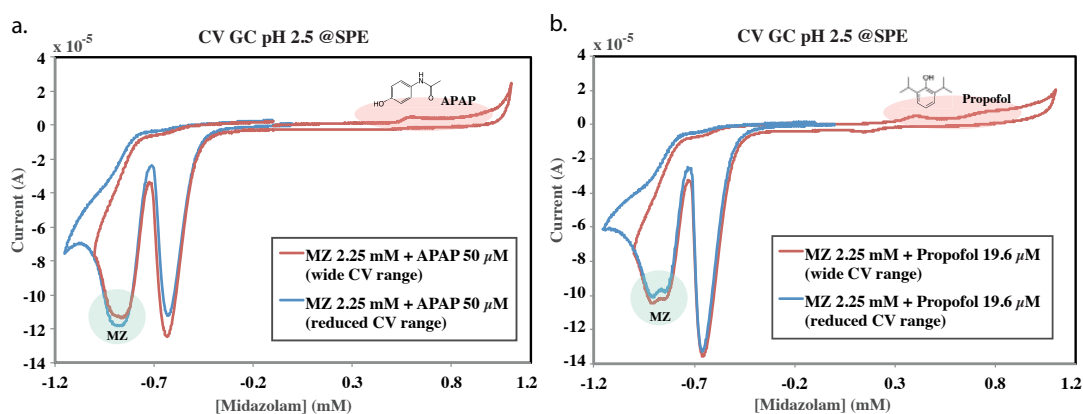 a.
CV GC pH 2.5 @SPE
x 10⁻⁵
4
2
0
-2
-4
-6
-8
-10
-12
-14
Current (A)
HO
H
N
O
APAP
MZ 2.25 mM + APAP 50 μM
(wide CV range)
MZ 2.25 mM + APAP 50 μM
(reduced CV range)
MZ
-1.2
-0.7
-0.2
0.3
0.8
1.2
[Midazolam] (mM)
b.
CV GC pH 2.5 @SPE
x 10⁻⁵
4
2
0
-2
-4
-6
-8
-10
-12
-14
Current (A)
OH
Propofol
MZ 2.25 mM + Propofol 19.6 μM
(wide CV range)
MZ 2.25 mM + Propofol 19.6 μM
(reduced CV range)
MZ
-1.2
-0.7
-0.2
0.3
0.8
1.2
[Midazolam] (mM)